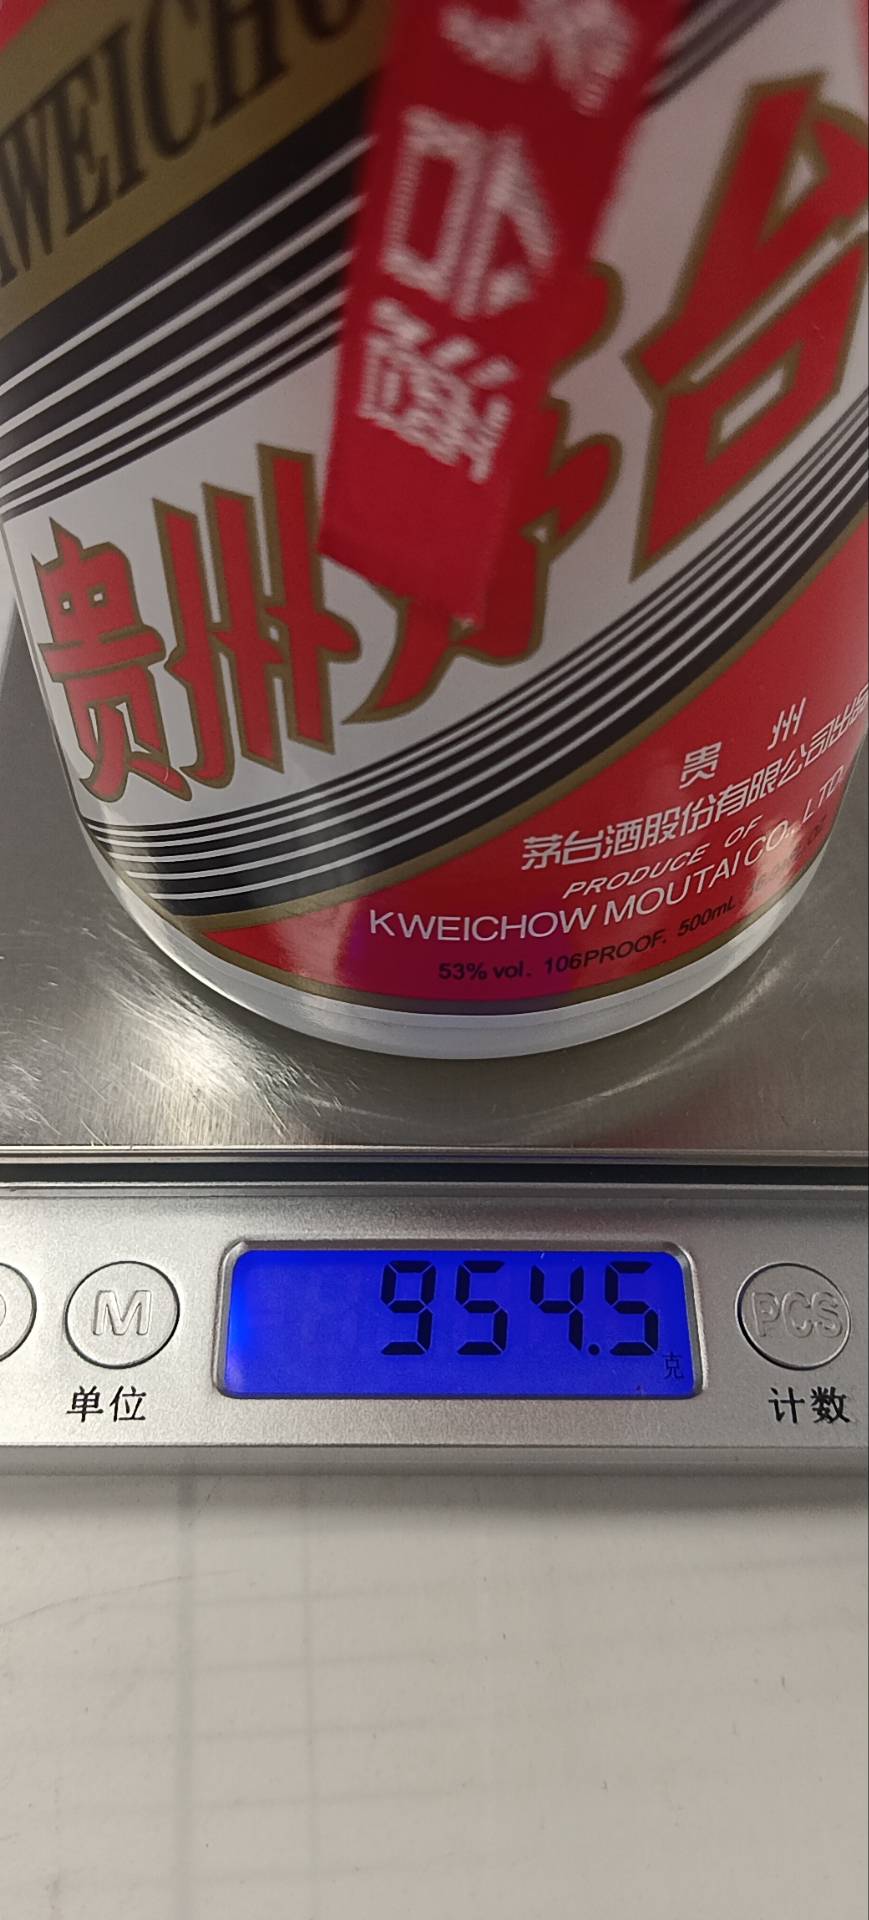 KWEICHO
贵州茅台
贵州
茅台酒股份有限公司出品
PRODUCE OF
KWEICHOW MOUTAI CO., LTD.
53% vol. 106PROOF. 500mL
954.5
克
M
PCS
单位
计数